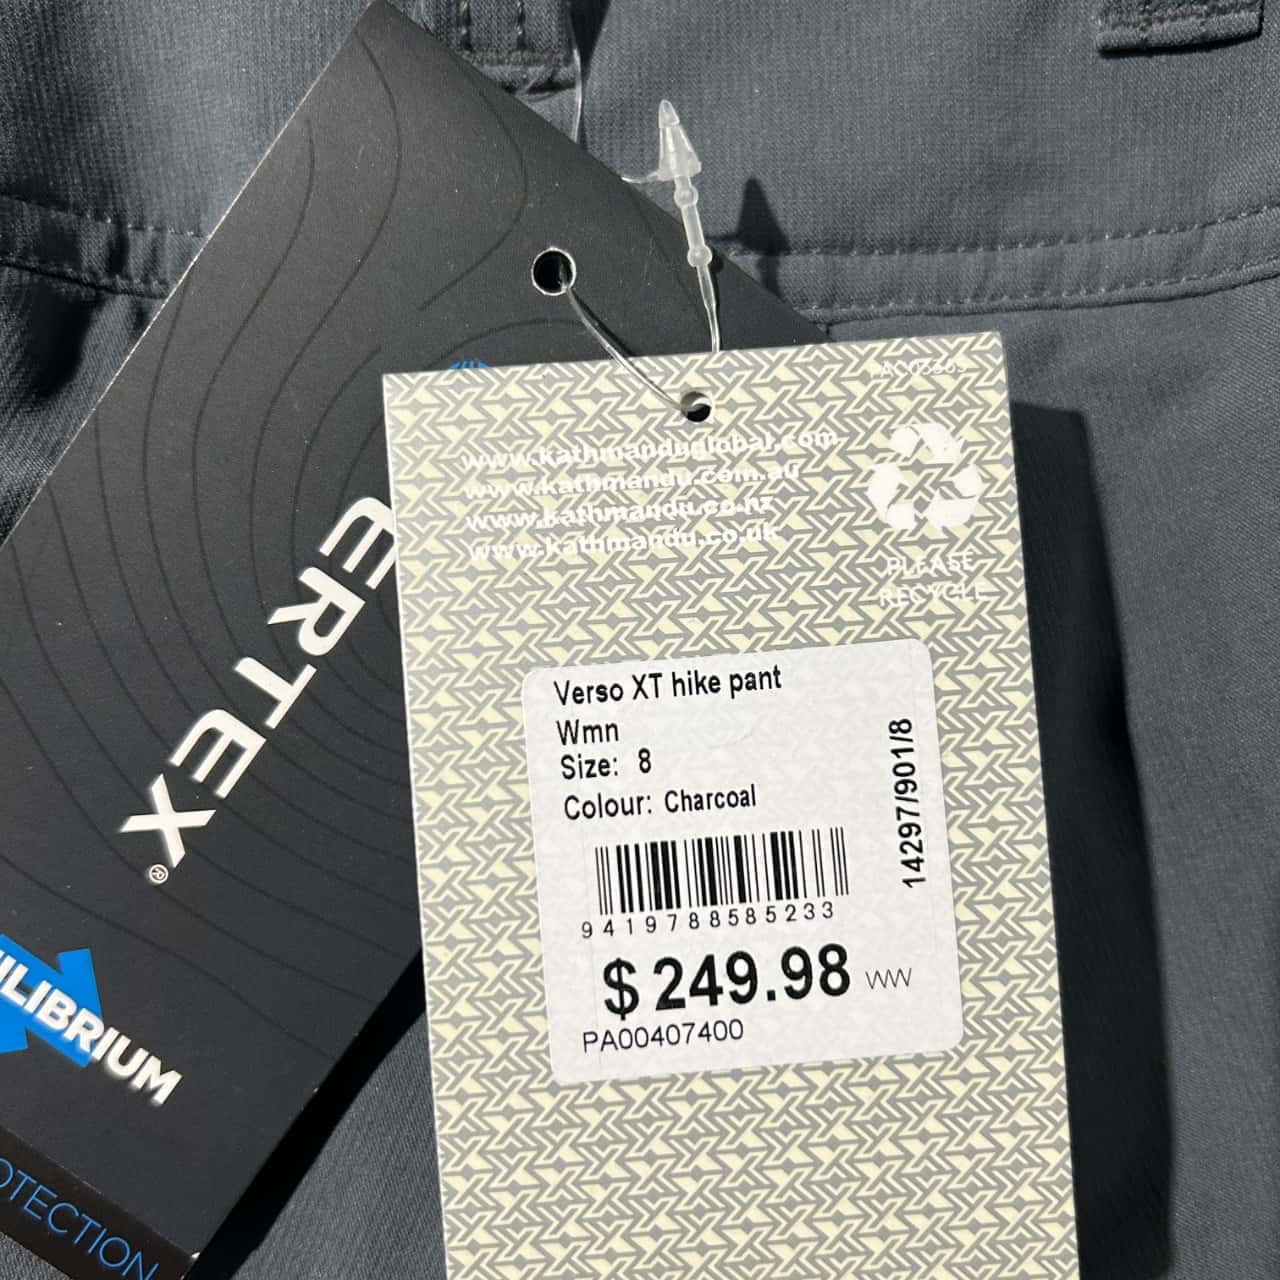 www.kathmanduglobal.com
www.kathmandu.com.au
www.kathmandu.co.nz
www.kathmandu.co.uk
PLEASE
RECYCLE
Verso XT hike pant
Wmn
Size: 8
Colour: Charcoal
14297/901/8
9419788585233
$249.98 WW
PA00407400
ERTEX®
ILIBRIUM
OTECTION